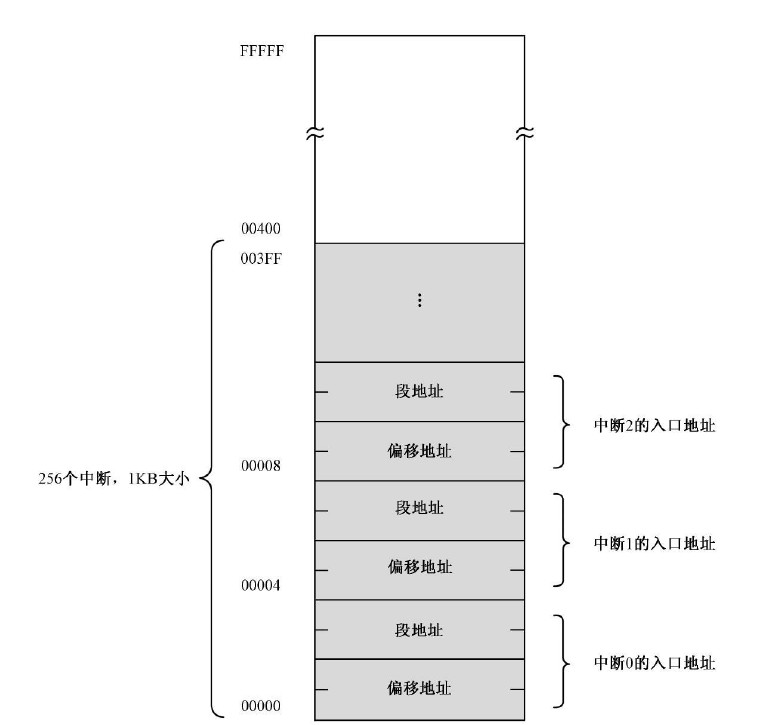 FFFFF
00400
003FF
⋮
段地址
中断2的入口地址
偏移地址
00008
256个中断，1KB大小
段地址
中断1的入口地址
偏移地址
00004
段地址
中断0的入口地址
偏移地址
00000